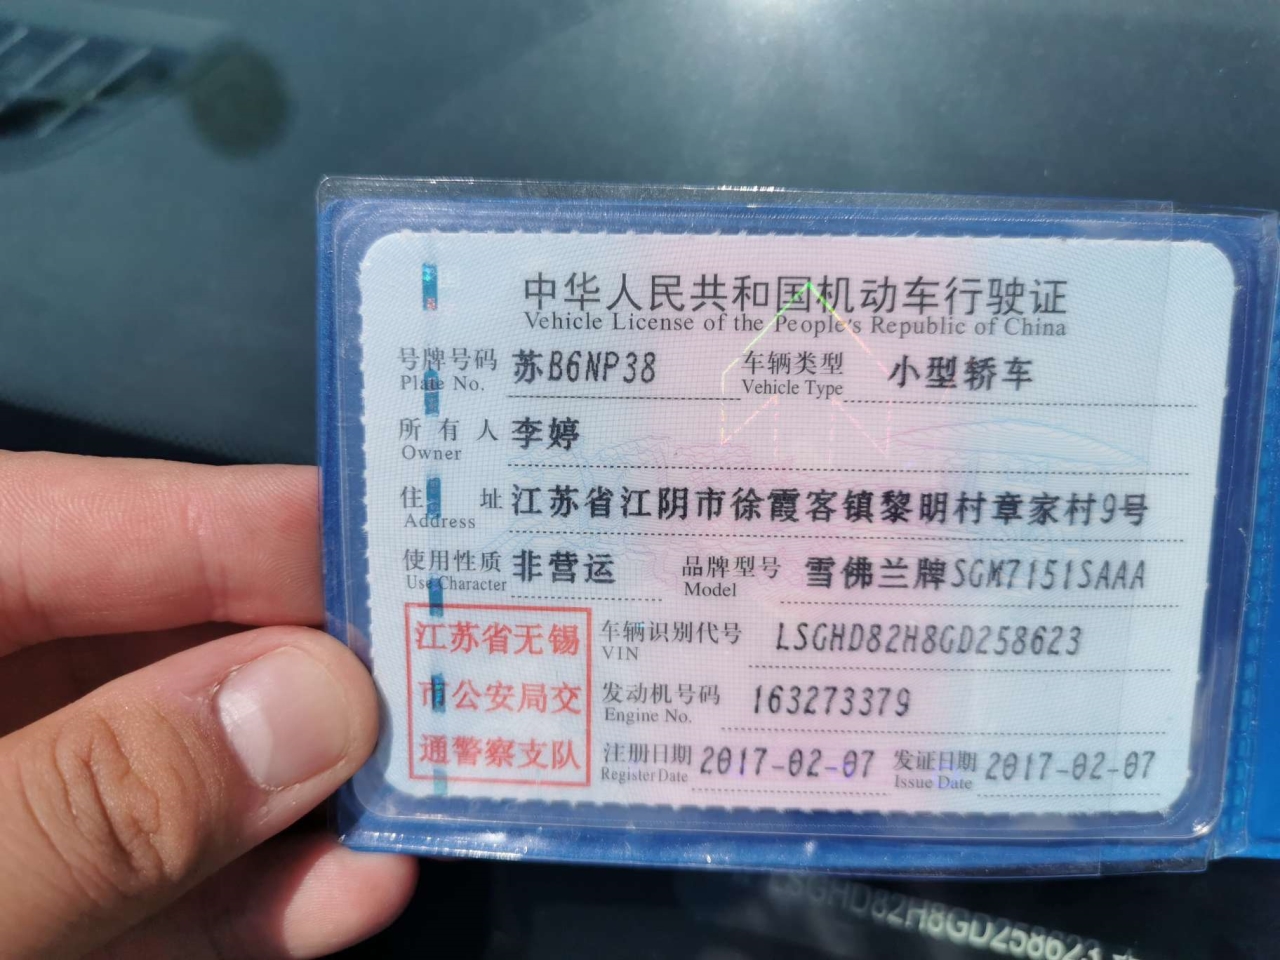 中华人民共和国机动车行驶证
Vehicle License of the People's Republic of China
号牌号码 苏B6NP38 车辆类型 小型轿车
Plate No. Vehicle Type
所有人 李婷
Owner
住址 江苏省江阴市徐霞客镇黎明村章家村9号
Address
使用性质 非营运 品牌型号 雪佛兰牌SGM7151SAAA
Use Character Model
江苏省无锡
市公安局交
通警察支队
车辆识别代号 LSGHD82H8GD258623
VIN
发动机号码 163273379
Engine No.
注册日期 2017-02-07 发证日期 2017-02-07
Register Date Issue Date
LSGHD82H8GD258623